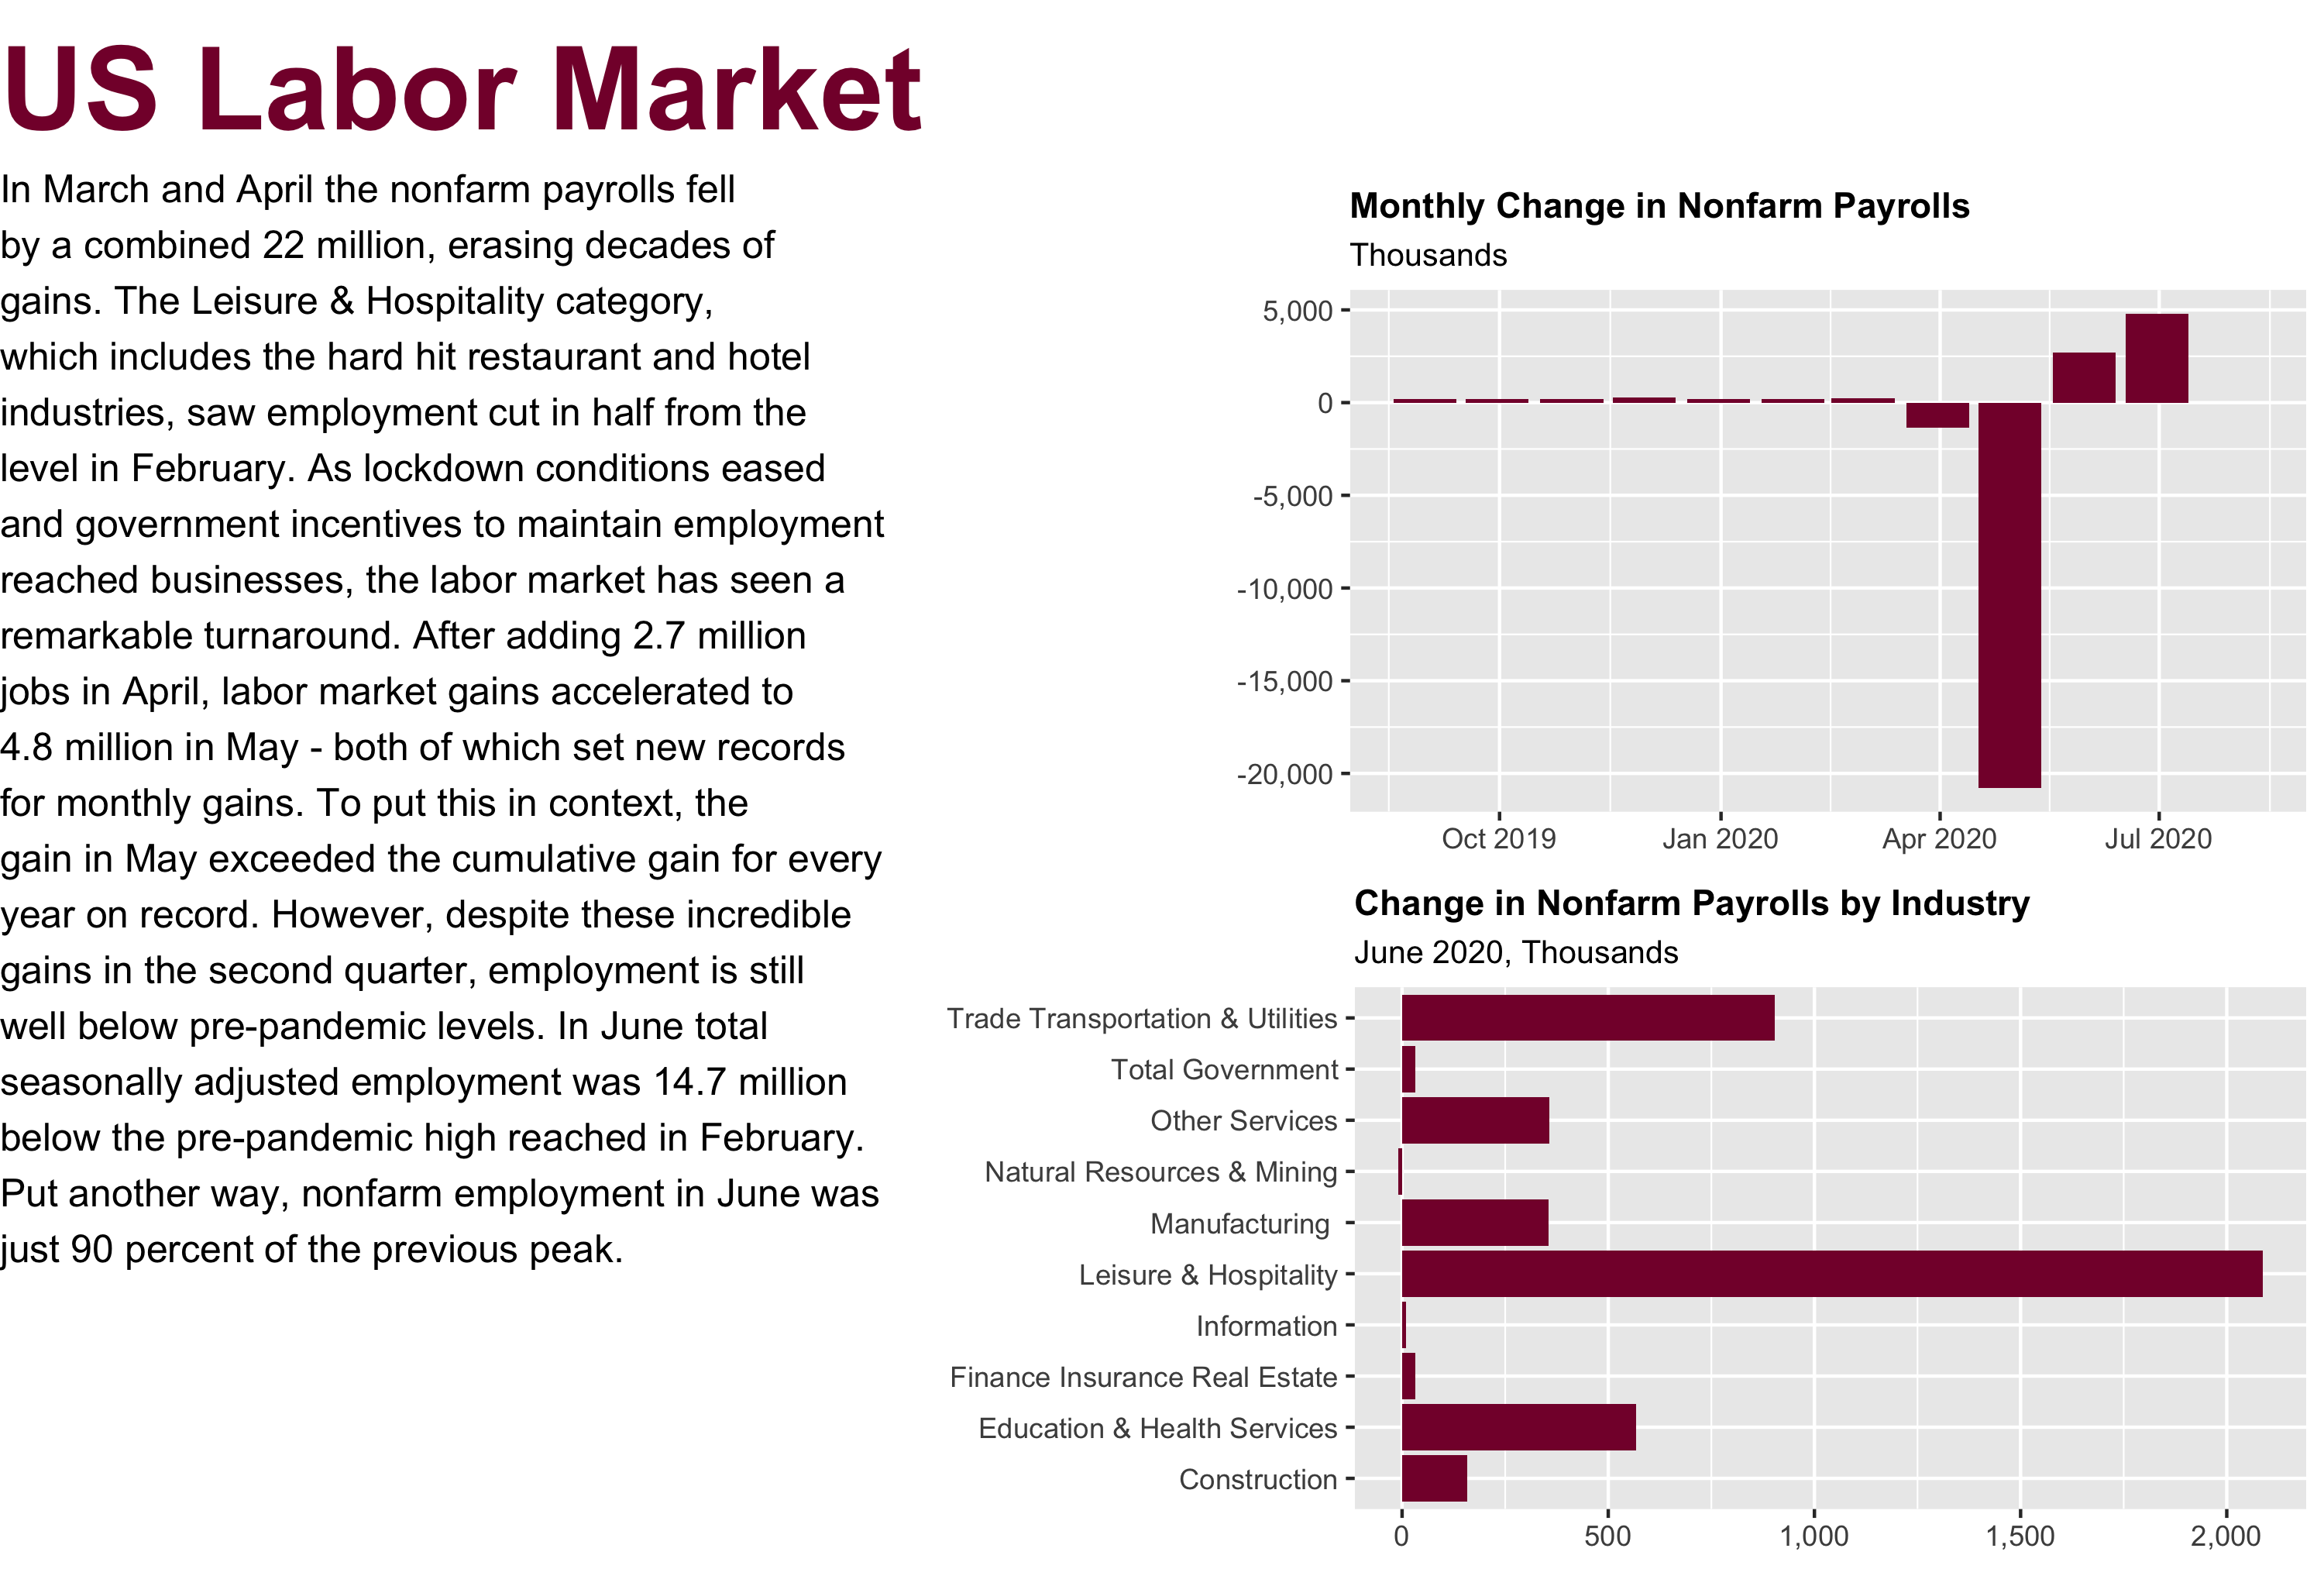 US Labor Market
In March and April the nonfarm payrolls fell
by a combined 22 million, erasing decades of
gains. The Leisure & Hospitality category,
which includes the hard hit restaurant and hotel
industries, saw employment cut in half from the
level in February. As lockdown conditions eased
and government incentives to maintain employment
reached businesses, the labor market has seen a
remarkable turnaround. After adding 2.7 million
jobs in April, labor market gains accelerated to
4.8 million in May - both of which set new records
for monthly gains. To put this in context, the
gain in May exceeded the cumulative gain for every
year on record. However, despite these incredible
gains in the second quarter, employment is still
well below pre-pandemic levels. In June total
seasonally adjusted employment was 14.7 million
below the pre-pandemic high reached in February.
Put another way, nonfarm employment in June was
just 90 percent of the previous peak.
Monthly Change in Nonfarm Payrolls
Thousands
5,000
0
-5,000
-10,000
-15,000
-20,000
Oct 2019 Jan 2020 Apr 2020 Jul 2020
Change in Nonfarm Payrolls by Industry
June 2020, Thousands
Trade Transportation & Utilities
Total Government
Other Services
Natural Resources & Mining
Manufacturing
Leisure & Hospitality
Information
Finance Insurance Real Estate
Education & Health Services
Construction
0 500 1,000 1,500 2,000